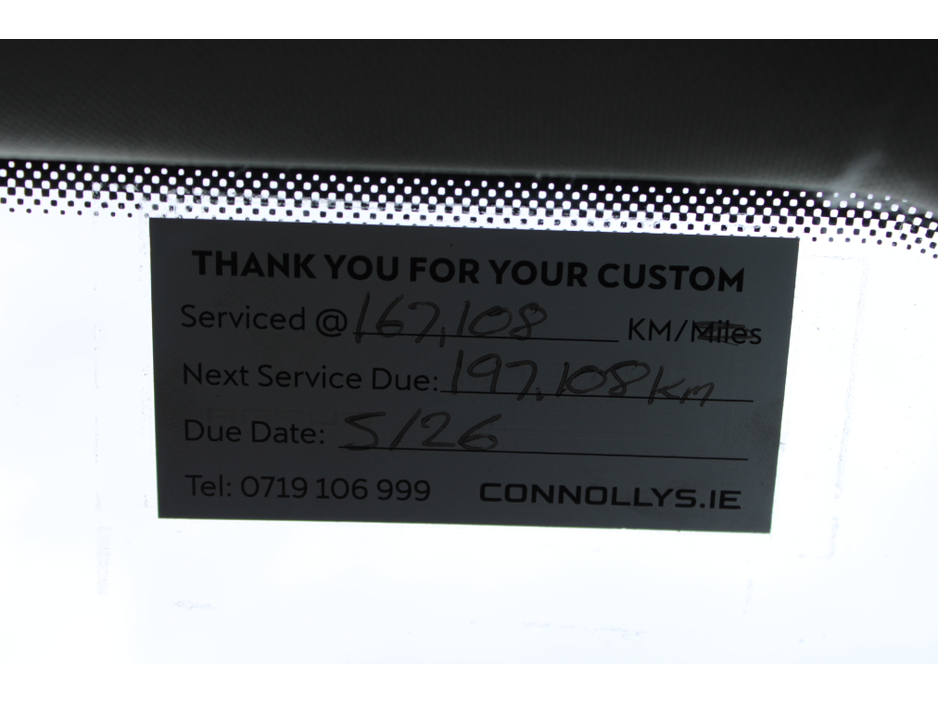 THANK YOU FOR YOUR CUSTOM
Serviced @ 167,108 KM/Miles
Next Service Due: 197,108 km
Due Date: 5/26
Tel: 0719 106 999 CONNOLLYS.IE